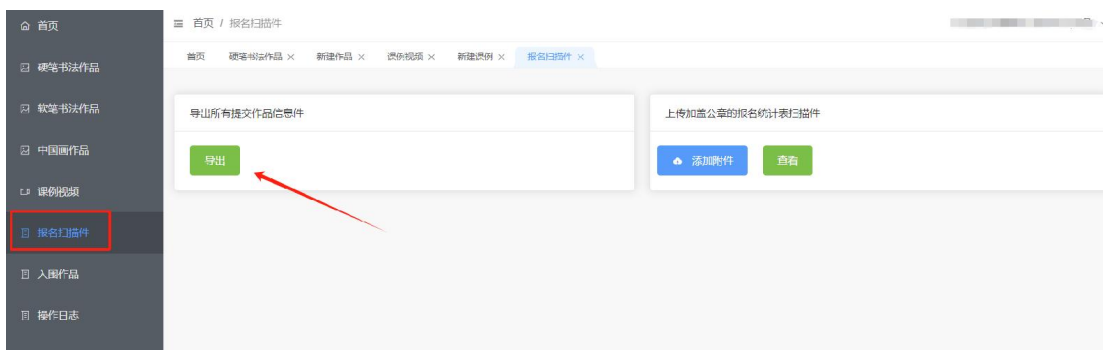 首页
硬笔书法作品
软笔书法作品
中国画作品
课例视频
报名扫描件
入围作品
操作日志
首页 / 报名扫描件
首页 硬笔书法作品 × 新建作品 × 课例视频 × 新建课例 × 报名扫描件 ×
导出所有提交作品信息件
导出
上传加盖公章的报名统计表扫描件
添加附件 查看